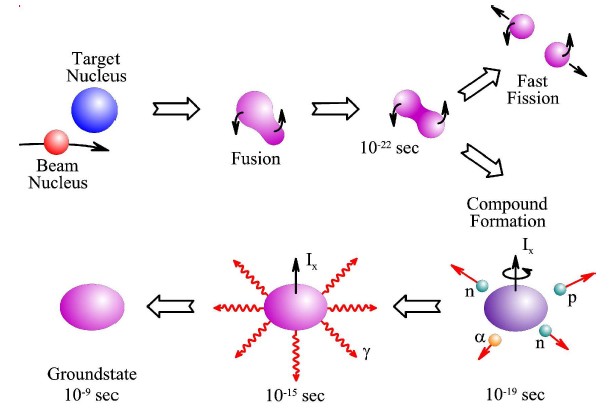 Target
Nucleus
Beam
Nucleus
Fusion
10⁻²² sec
Fast
Fission
Compound
Formation
Iₓ
n
p
α
n
10⁻¹⁹ sec
Iₓ
γ
10⁻¹⁵ sec
Groundstate
10⁻⁹ sec